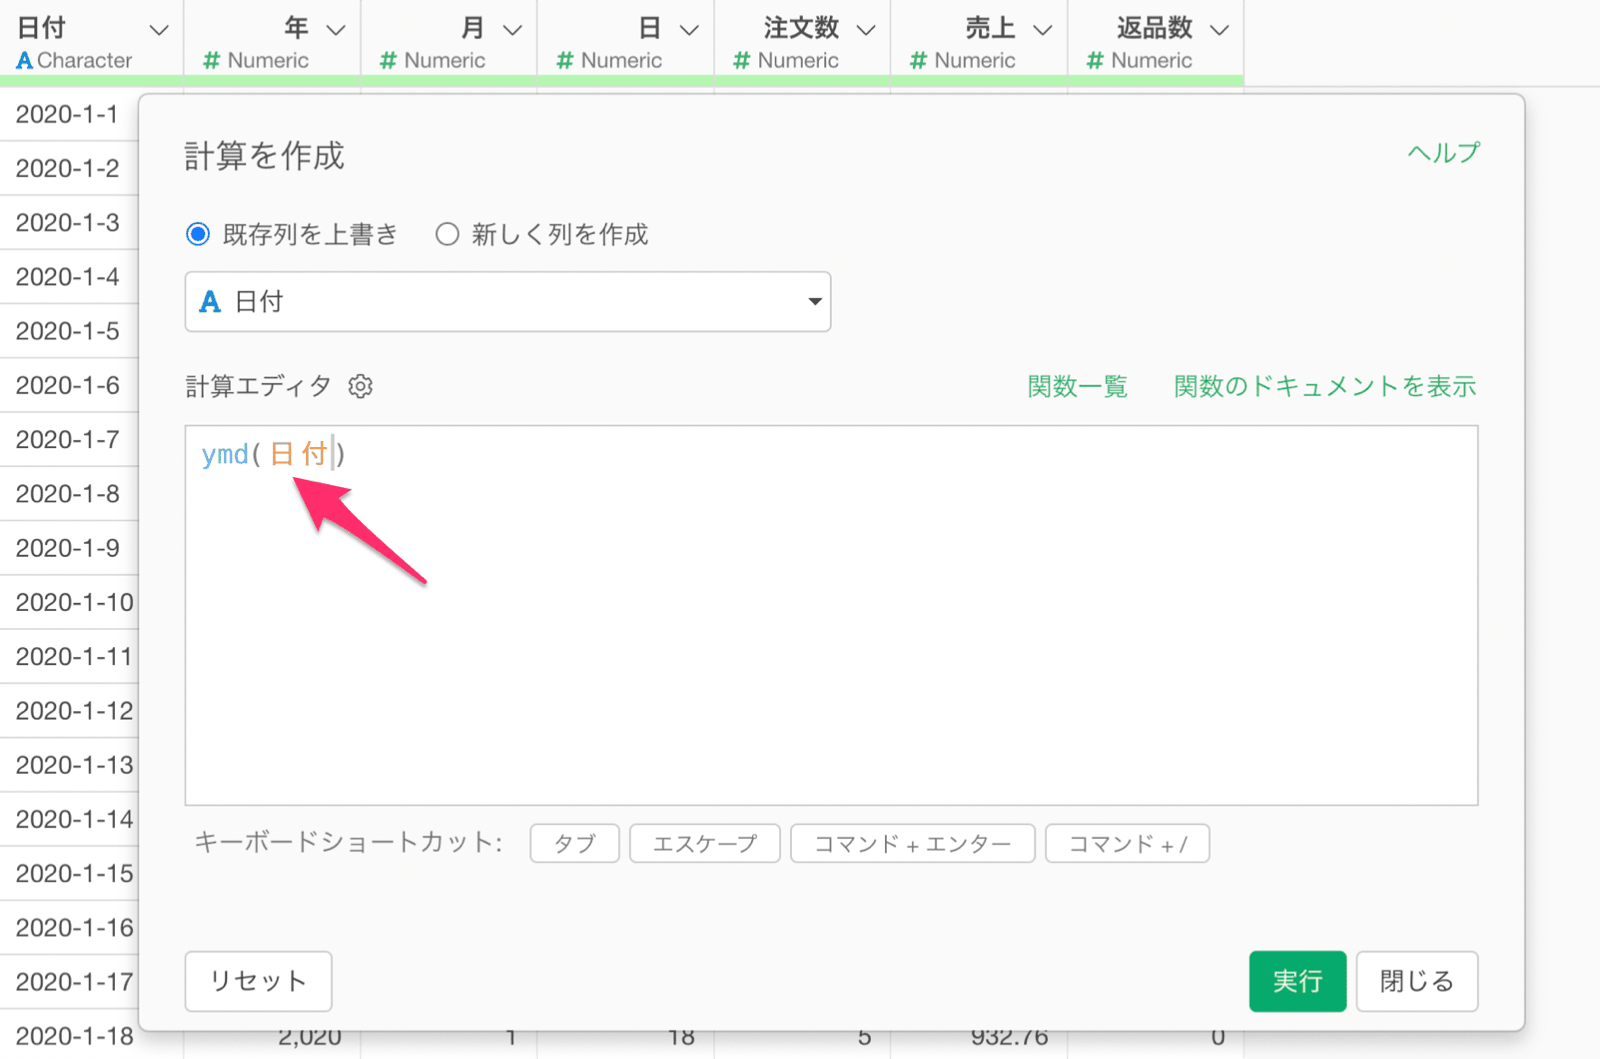 日付 年 月 日 注文数 売上 返品数
A Character # Numeric # Numeric # Numeric # Numeric # Numeric # Numeric
2020-1-1
計算を作成 ヘルプ
2020-1-2
2020-1-3
既存列を上書き 新しく列を作成
2020-1-4
A 日付
2020-1-5
2020-1-6
計算エディタ 関数一覧 関数のドキュメントを表示
2020-1-7
ymd(日付)
2020-1-8
2020-1-9
2020-1-10
2020-1-11
2020-1-12
2020-1-13
2020-1-14
キーボードショートカット: タブ エスケープ コマンド + エンター コマンド + /
2020-1-15
2020-1-16
2020-1-17
リセット 実行 閉じる
2020-1-18 2,020 1 18 5 932.76 0